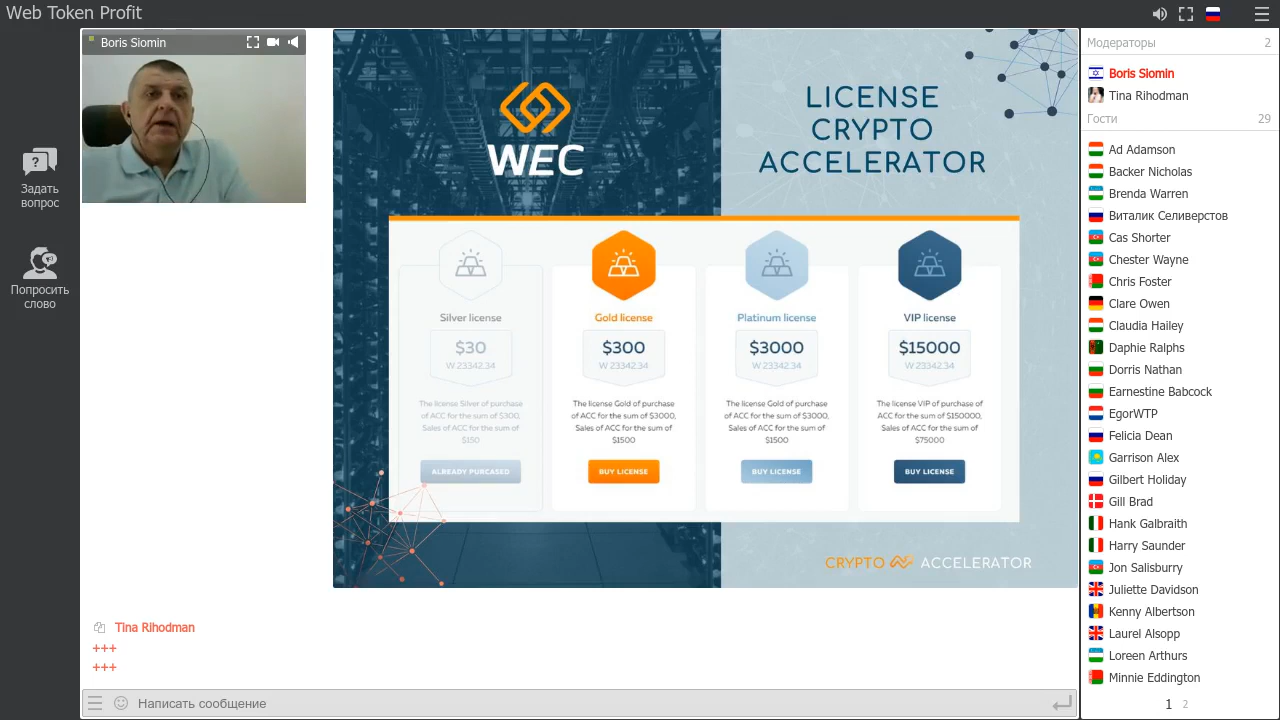 Web Token Profit
Boris Siomin
Задать
вопрос
Попросить
слово
WEC
LICENSE
CRYPTO
ACCELERATOR
Silver license
$30
W 23342.34
The license Silver of purchase
of ACC for the sum of $300,
Sales of ACC for the sum of
$150
ALREADY PURCASED
Gold license
$300
W 23342.34
The license Gold of purchase
of ACC for the sum of $3000,
Sales of ACC for the sum of
$1500
BUY LICENSE
Platinum license
$3000
W 23342.34
The license Gold of purchase
of ACC for the sum of $3000,
Sales of ACC for the sum of
$1500
BUY LICENSE
VIP license
$15000
W 23342.34
The license VIP of purchase of
ACC for the sum of $150000,
Sales of ACC for the sum of
$75000
BUY LICENSE
CRYPTO ACCELERATOR
Tina Rihodman
+++
+++
Написать сообщение
Модераторы 2
Boris Siomin
Tina Rihodman
Гости 29
Ad Adamson
Backer Nicholas
Brenda Warren
Виталик Селиверстов
Cas Shorter
Chester Wayne
Chris Foster
Clare Owen
Claudia Hailey
Daphie Ralphs
Dorris Nathan
Earnestine Babcock
EgorWTP
Felicia Dean
Garrison Alex
Gilbert Holiday
Gill Brad
Hank Galbraith
Harry Saunder
Jon Salisburry
Juliette Davidson
Kenny Albertson
Laurel Alsopp
Loreen Arthurs
Minnie Eddington
1 2